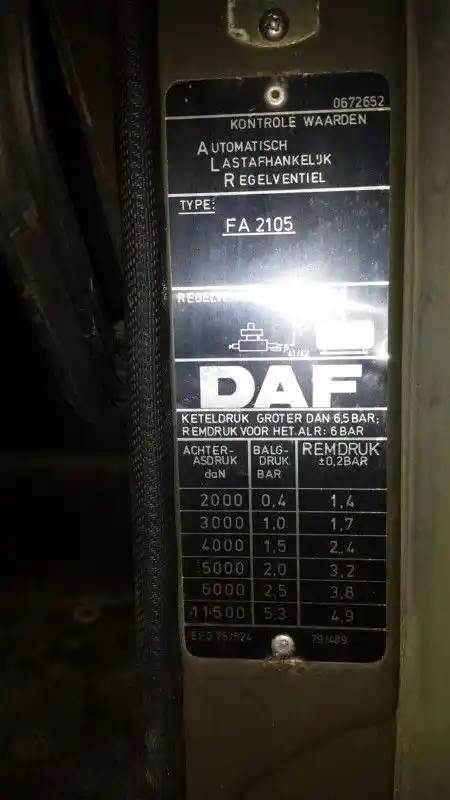 0672652
KONTROLE WAARDEN
AUTOMATISCH
LASTAFHANKELIJK
REGELVENTIEL
TYPE:
FA 2105
DAF
KETELDRUK GROTER DAN 6,5 BAR;
REMDRUK VOOR HET ALR: 6 BAR
ACHTER- BALG- REMDRUK
ASDRUK DRUK ±0,2BAR
daN BAR
2000 0,4 1,4
3000 1,0 1,7
4000 1,5 2,4
5000 2,0 3,2
6000 2,5 3,8
11500 5,3 4,9
79/489